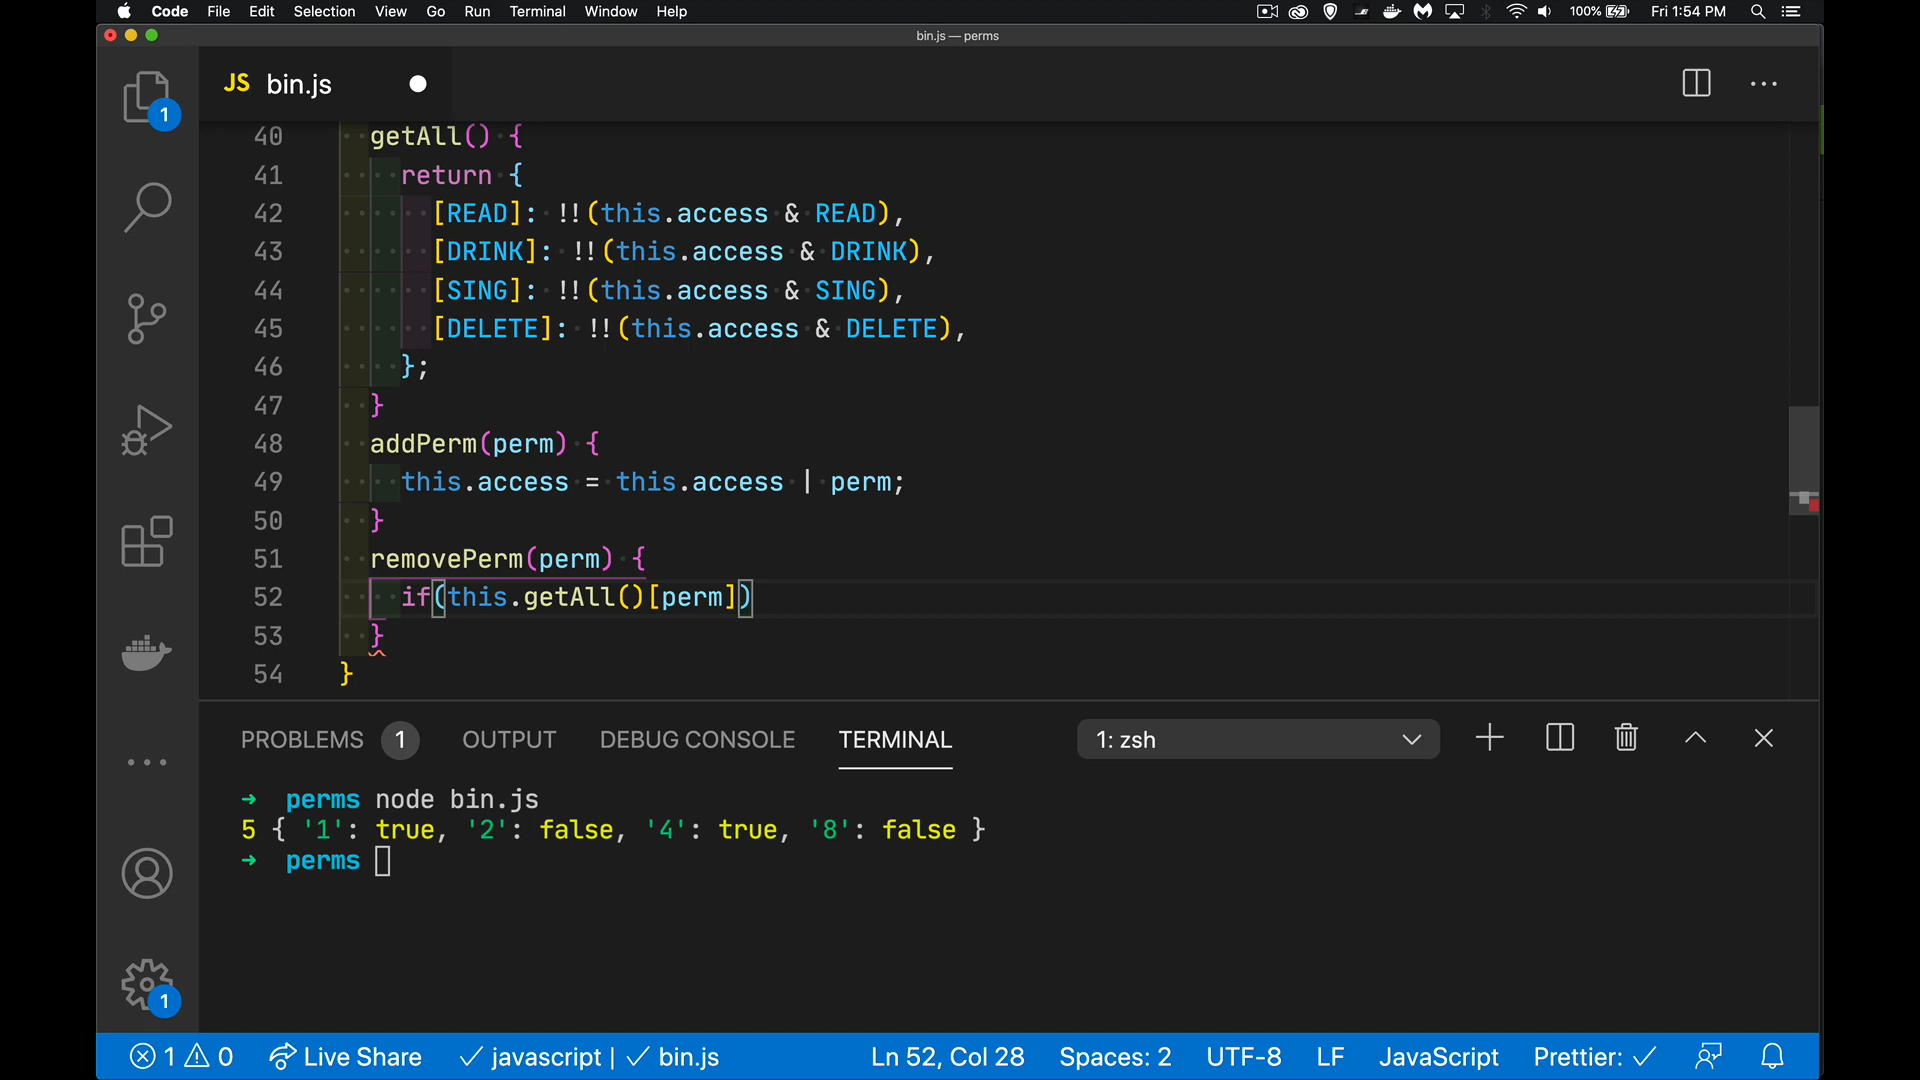 Code File Edit Selection View Go Run Terminal Window Help 100% Fri 1:54 PM
bin.js — perms
JS bin.js
1
40 getAll() {
41 return {
42 [READ]: !!(this.access & READ),
43 [DRINK]: !!(this.access & DRINK),
44 [SING]: !!(this.access & SING),
45 [DELETE]: !!(this.access & DELETE),
46 };
47 }
48 addPerm(perm) {
49 this.access = this.access | perm;
50 }
51 removePerm(perm) {
52 if(this.getAll()[perm])
53 }
54 }
PROBLEMS 1 OUTPUT DEBUG CONSOLE TERMINAL 1: zsh
➜ perms node bin.js
5 { '1': true, '2': false, '4': true, '8': false }
➜ perms
1
1 0 Live Share ✓ javascript | ✓ bin.js Ln 52, Col 28 Spaces: 2 UTF-8 LF JavaScript Prettier: ✓